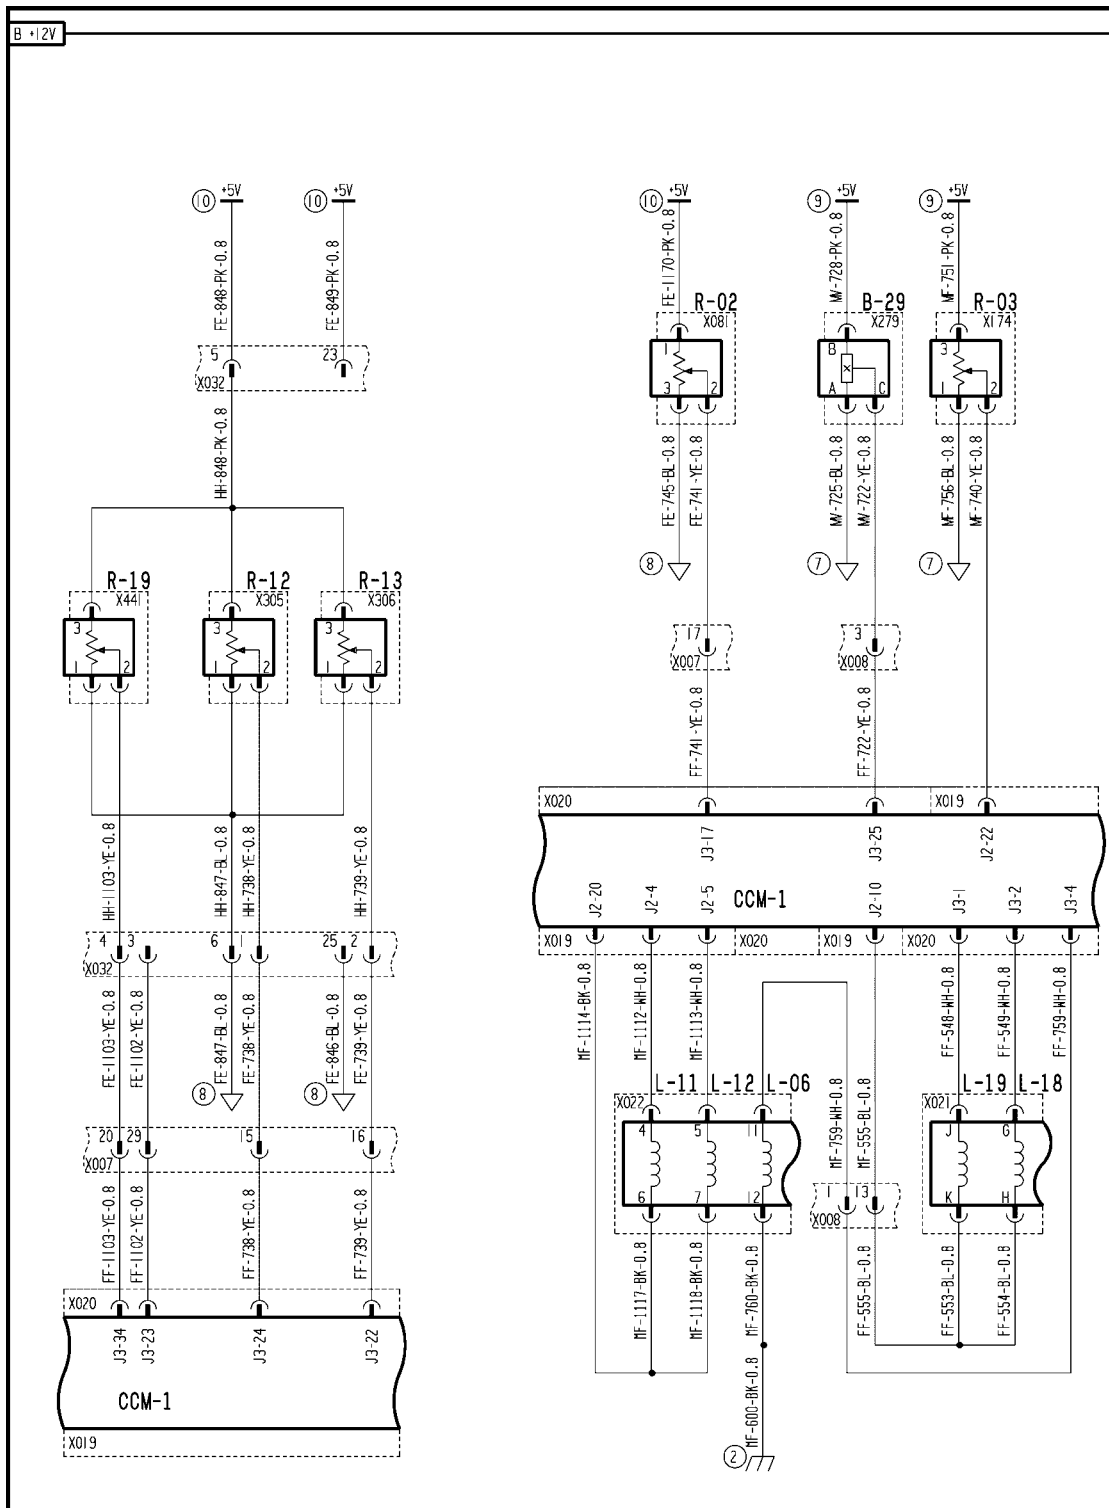 B +12V
10 +5V
10 +5V
10 +5V
9 +5V
9 +5V
FE-848-PK-0.8
FE-849-PK-0.8
FE-1170-PK-0.8
MV-728-PK-0.8
MF-751-PK-0.8
R-02
X081
B-29
X279
R-03
X174
5
23
X032
1
3
2
B
A
C
3
1
2
HH-848-PK-0.8
FE-745-BL-0.8
FE-741-YE-0.8
MV-725-BL-0.8
MV-722-YE-0.8
MF-756-BL-0.8
MF-740-YE-0.8
8
7
7
R-19
X441
R-12
X305
R-13
X306
3
1
2
3
1
2
3
1
2
17
X007
3
X008
FF-741-YE-0.8
FF-722-YE-0.8
X020
X019
J3-17
J3-25
J2-22
HH-1103-YE-0.8
HH-847-BL-0.8
HH-738-YE-0.8
HH-739-YE-0.8
CCM-1
J2-20
J2-4
J2-5
J2-10
J3-1
J3-2
J3-4
X019
X020
X019
X020
4
3
6
1
25
2
X032
FE-1103-YE-0.8
FE-1102-YE-0.8
FE-847-BL-0.8
FE-738-YE-0.8
FE-846-BL-0.8
FE-739-YE-0.8
8
8
MF-1114-BK-0.8
MF-1112-WH-0.8
MF-1113-WH-0.8
FF-548-WH-0.8
FF-549-WH-0.8
FF-759-WH-0.8
L-11
L-12
L-06
L-19
L-18
X022
4
5
11
6
7
12
MF-759-WH-0.8
MF-555-BL-0.8
X021
J
G
K
H
20
29
15
16
X007
1
13
X008
FF-1103-YE-0.8
FF-1102-YE-0.8
FF-738-YE-0.8
FF-739-YE-0.8
MF-1117-BK-0.8
MF-1118-BK-0.8
MF-760-BK-0.8
FF-555-BL-0.8
FF-553-BL-0.8
FF-554-BL-0.8
X020
J3-34
J3-23
J3-24
J3-22
CCM-1
X019
MF-600-BK-0.8
2